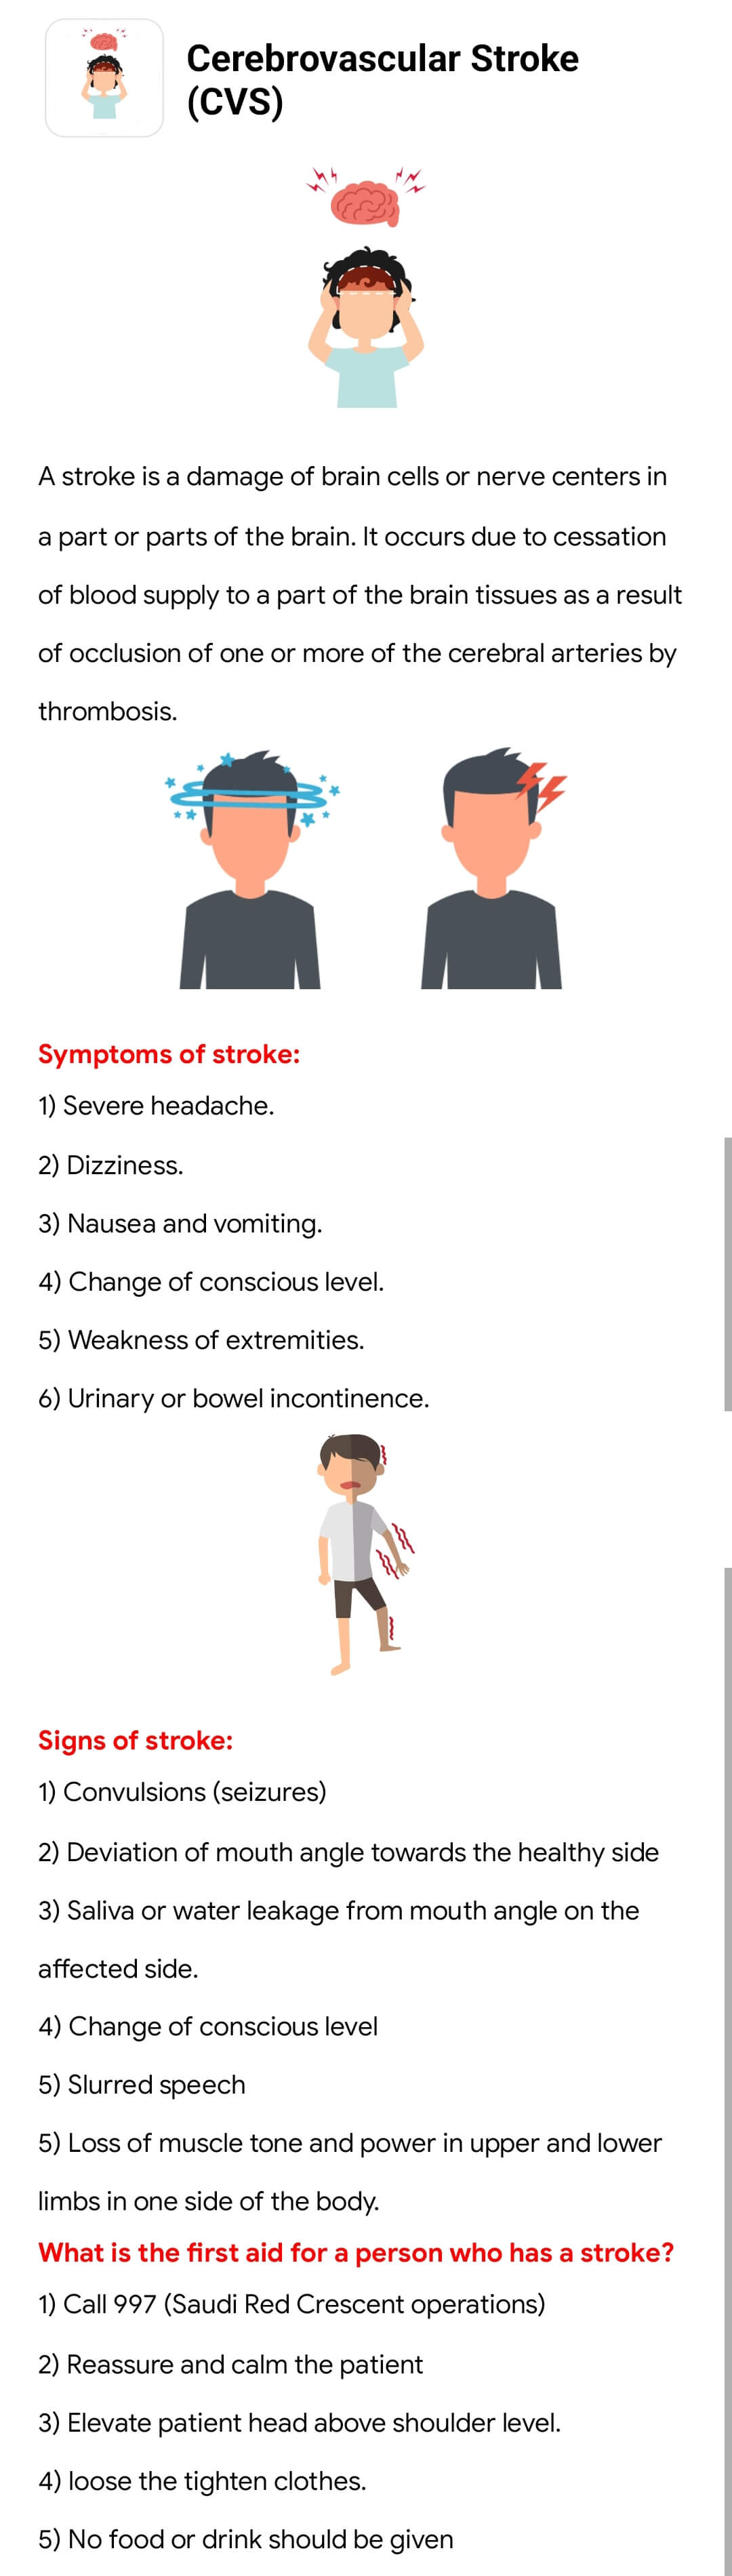 Cerebrovascular Stroke
(CVS)
A stroke is a damage of brain cells or nerve centers in
a part or parts of the brain. It occurs due to cessation
of blood supply to a part of the brain tissues as a result
of occlusion of one or more of the cerebral arteries by
thrombosis.
Symptoms of stroke:
1) Severe headache.
2) Dizziness.
3) Nausea and vomiting.
4) Change of conscious level.
5) Weakness of extremities.
6) Urinary or bowel incontinence.
Signs of stroke:
1) Convulsions (seizures)
2) Deviation of mouth angle towards the healthy side
3) Saliva or water leakage from mouth angle on the
affected side.
4) Change of conscious level
5) Slurred speech
5) Loss of muscle tone and power in upper and lower
limbs in one side of the body.
What is the first aid for a person who has a stroke?
1) Call 997 (Saudi Red Crescent operations)
2) Reassure and calm the patient
3) Elevate patient head above shoulder level.
4) loose the tighten clothes.
5) No food or drink should be given